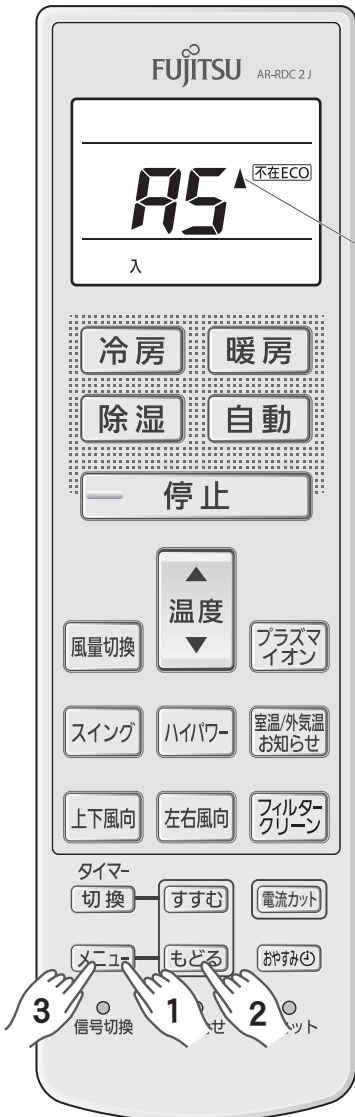 FUJITSU AR-RDC2J
A5▲ 不在ECO
入
冷房 暖房
除湿 自動
停止
▲
温度
▼
風量切換
プラズマ
イオン
スイング ハイパワー
室温/外気温
お知らせ
上下風向 左右風向
フィルター
クリーン
タイマー
切換 すすむ 電流カット
メニュー もどる おやすみ
3 1 2
信号切換